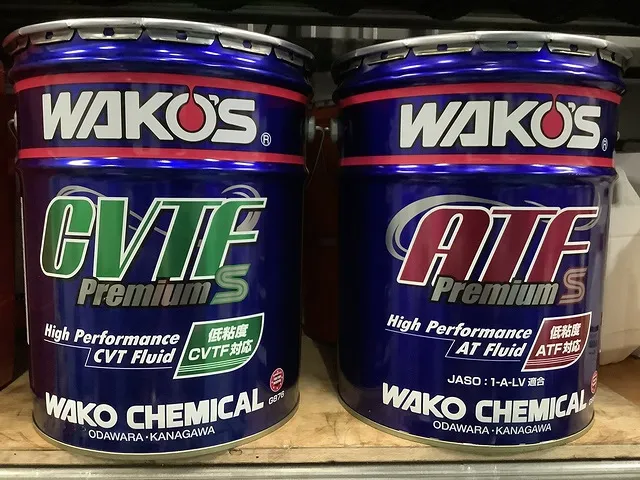 WAKO'S®
CVTF
Premium S
High Performance
CVT Fluid
低粘度
CVTF対応
WAKO CHEMICAL
ODAWARA・KANAGAWA
G876
WAKO'S®
ATF
Premium S
High Performance
AT Fluid
低粘度
ATF対応
JASO：1-A-LV 適合
WAKO CHEMICAL
ODAWARA・KANAGAWA